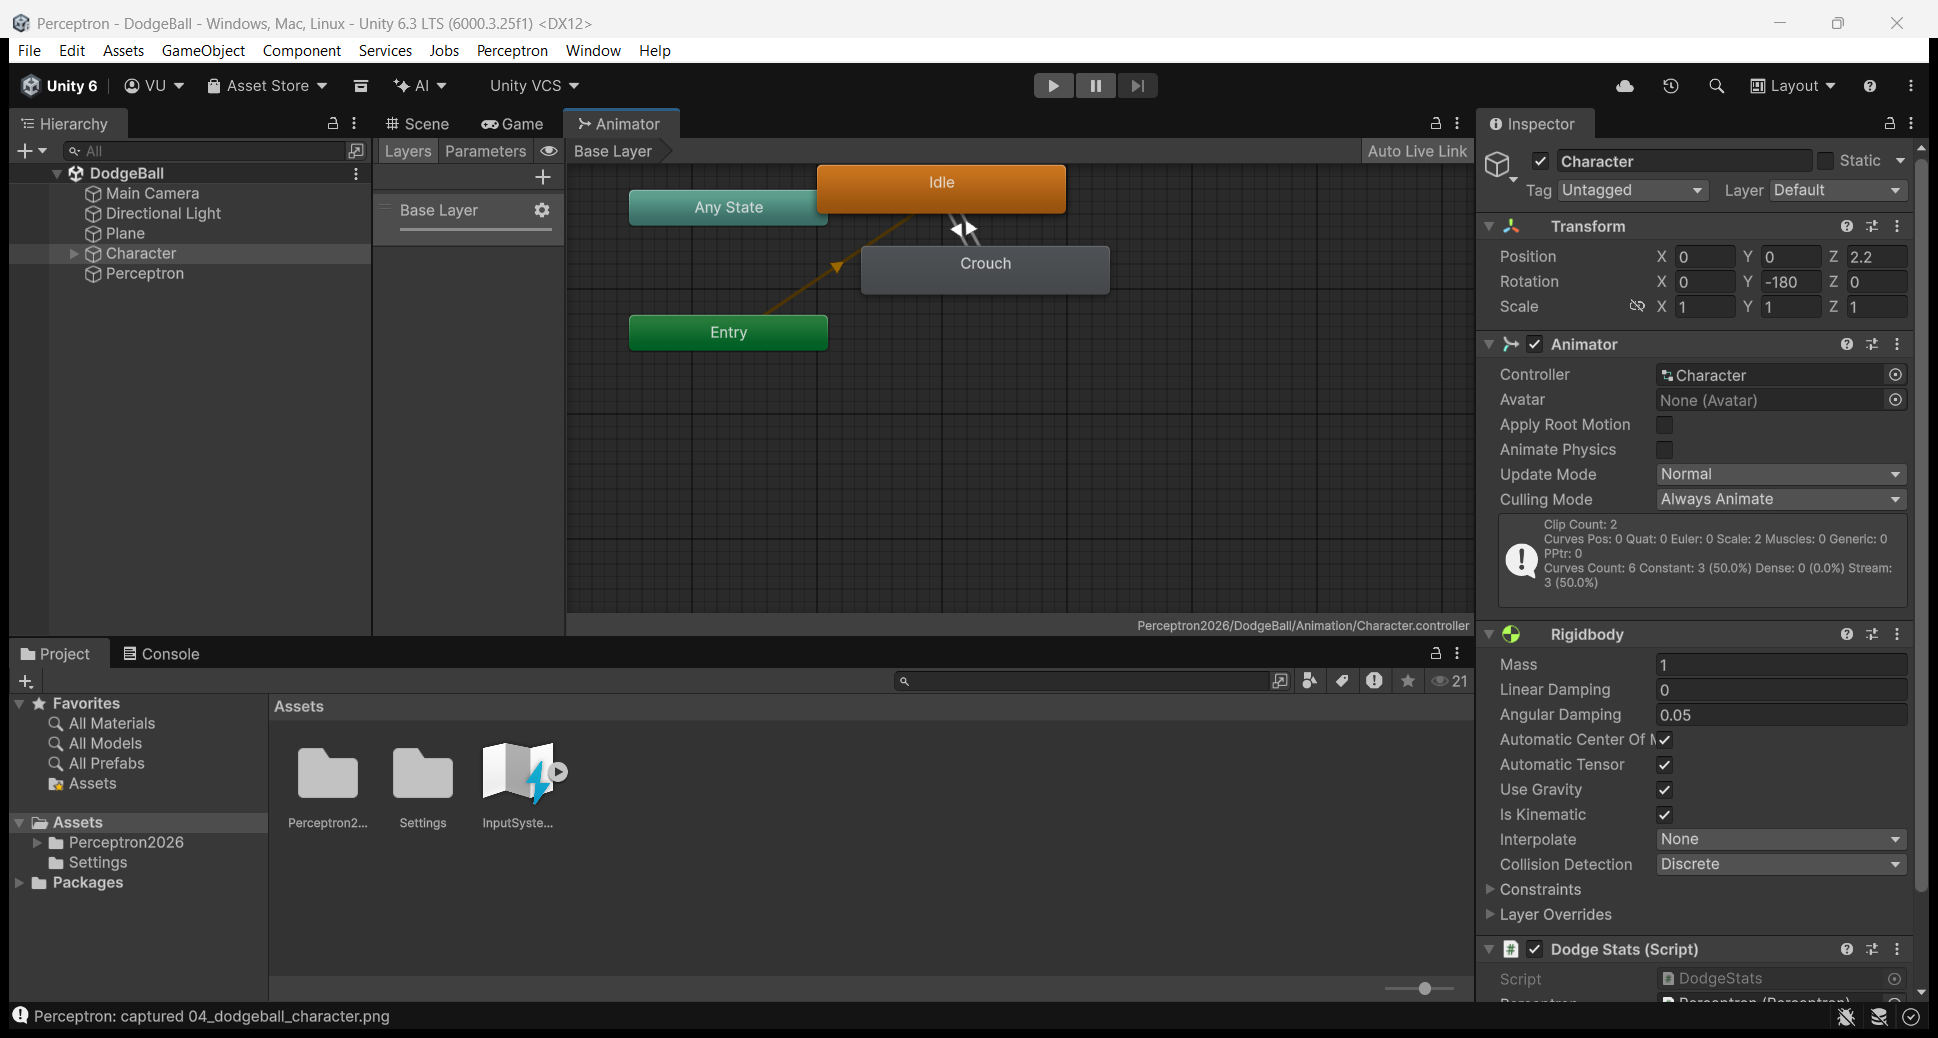 Perceptron - DodgeBall - Windows, Mac, Linux - Unity 6.3 LTS (6000.3.25f1) <DX12>
File Edit Assets GameObject Component Services Jobs Perceptron Window Help
Unity 6 VU Asset Store AI Unity VCS Layout
Hierarchy
All
DodgeBall
Main Camera
Directional Light
Plane
Character
Perceptron
Scene Game Animator
Layers Parameters Base Layer Auto Live Link
Base Layer
Idle
Any State
Crouch
Entry
Perceptron2026/DodgeBall/Animation/Character.controller
Project Console
21
Favorites
All Materials
All Models
All Prefabs
Assets
Assets
Perceptron2026
Settings
Packages
Assets
Perceptron2... Settings InputSyste...
Inspector
Character Static
Tag Untagged Layer Default
Transform
Position X 0 Y 0 Z 2.2
Rotation X 0 Y -180 Z 0
Scale X 1 Y 1 Z 1
Animator
Controller Character
Avatar None (Avatar)
Apply Root Motion
Animate Physics
Update Mode Normal
Culling Mode Always Animate
Clip Count: 2
Curves Pos: 0 Quat: 0 Euler: 0 Scale: 2 Muscles: 0 Generic: 0
PPtr: 0
Curves Count: 6 Constant: 3 (50.0%) Dense: 0 (0.0%) Stream:
3 (50.0%)
Rigidbody
Mass 1
Linear Damping 0
Angular Damping 0.05
Automatic Center Of
Automatic Tensor
Use Gravity
Is Kinematic
Interpolate None
Collision Detection Discrete
Constraints
Layer Overrides
# Dodge Stats (Script)
Script DodgeStats
Perceptron Perceptron (Perceptron)
Perceptron: captured 04_dodgeball_character.png